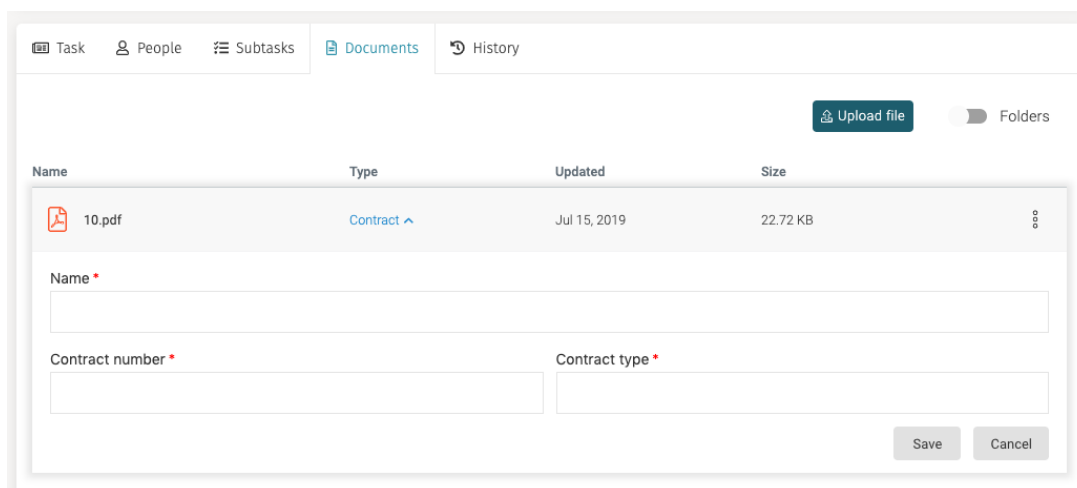 Task People Subtasks Documents History
Upload file Folders
Name Type Updated Size
10.pdf Contract Jul 15, 2019 22.72 KB
Name *
Contract number * Contract type *
Save Cancel